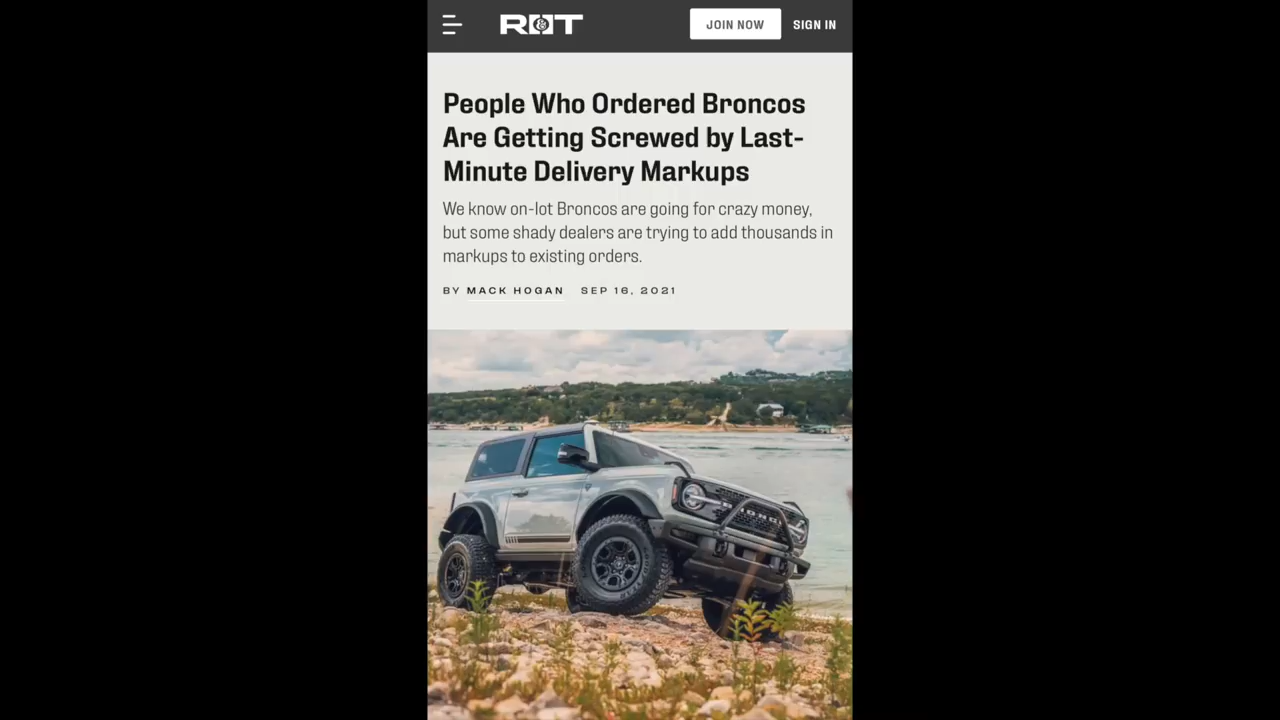 R&T
JOIN NOW
SIGN IN
People Who Ordered Broncos
Are Getting Screwed by Last-
Minute Delivery Markups
We know on-lot Broncos are going for crazy money,
but some shady dealers are trying to add thousands in
markups to existing orders.
BY MACK HOGAN SEP 16, 2021
BRONCO